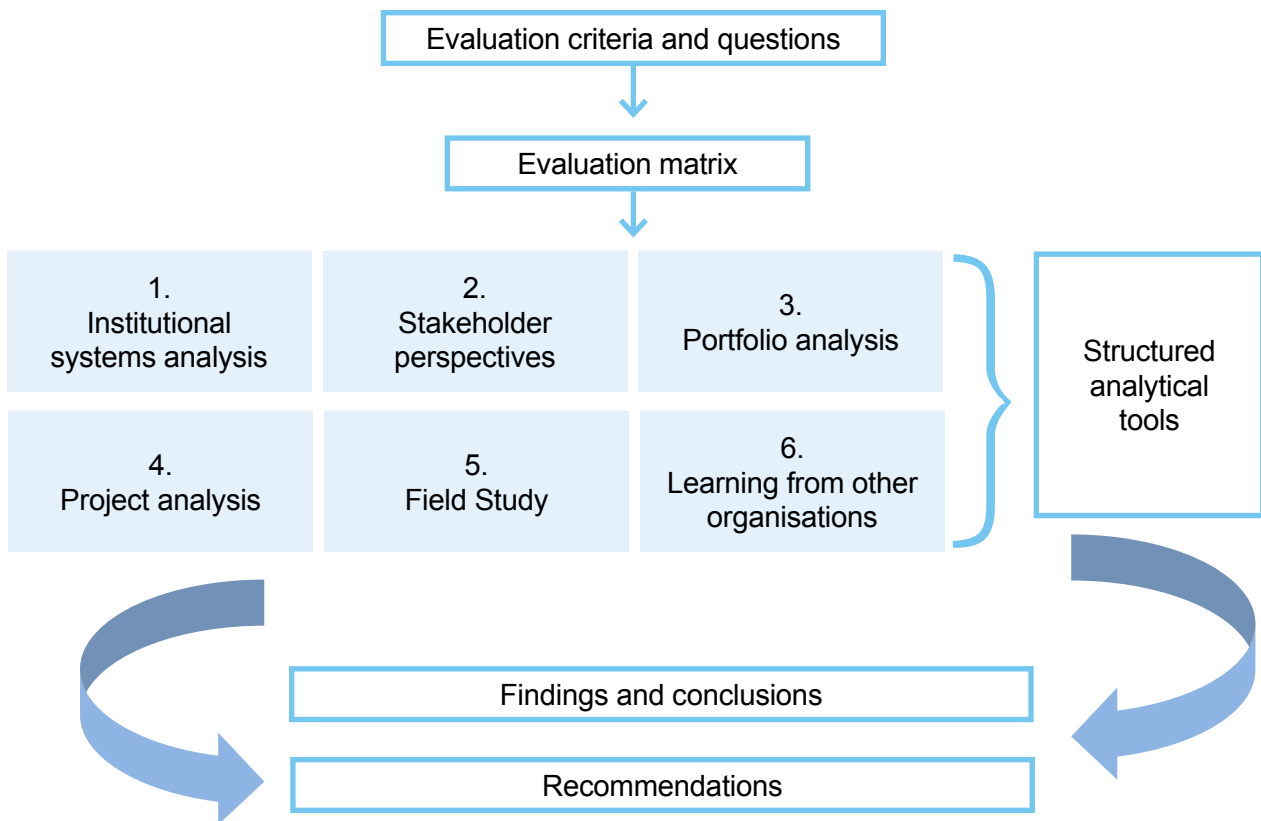 Evaluation criteria and questions
Evaluation matrix
1.
Institutional
systems analysis
2.
Stakeholder
perspectives
3.
Portfolio analysis
4.
Project analysis
5.
Field Study
6.
Learning from other
organisations
Structured
analytical
tools
Findings and conclusions
Recommendations